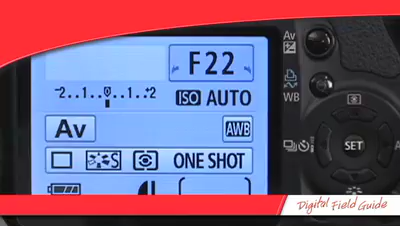 F22
Av
-2..1..0..1..+2
ISO AUTO
WB
Av
AWB
S
ONE SHOT
SET
A
Digital Field Guide